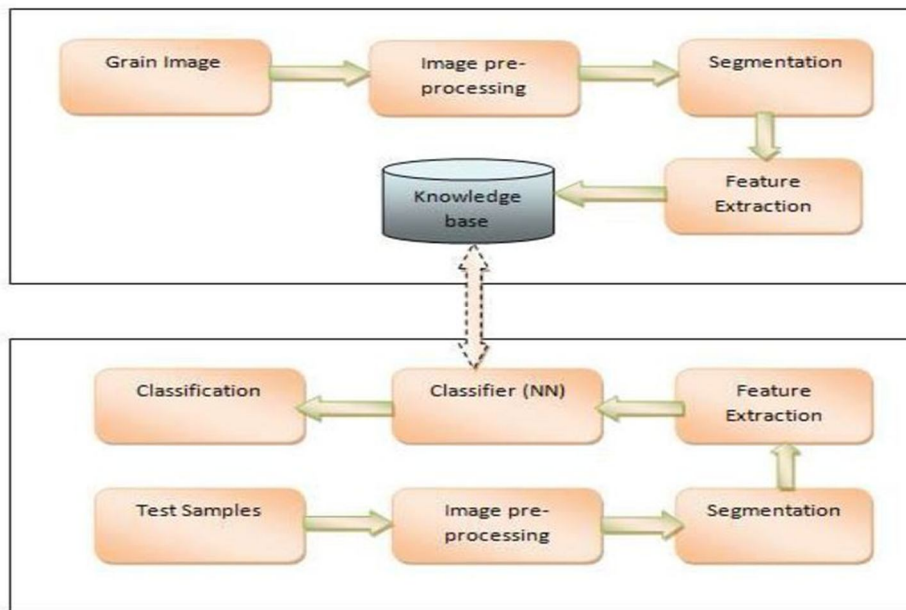 Grain Image
Image pre-
processing
Segmentation
Feature
Extraction
Knowledge
base
Classification
Classifier (NN)
Feature
Extraction
Test Samples
Image pre-
processing
Segmentation